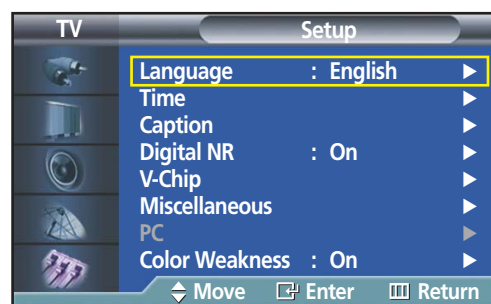 TV Setup
Language : English
Time
Caption
Digital NR : On
V-Chip
Miscellaneous
PC
Color Weakness : On
Move Enter Return